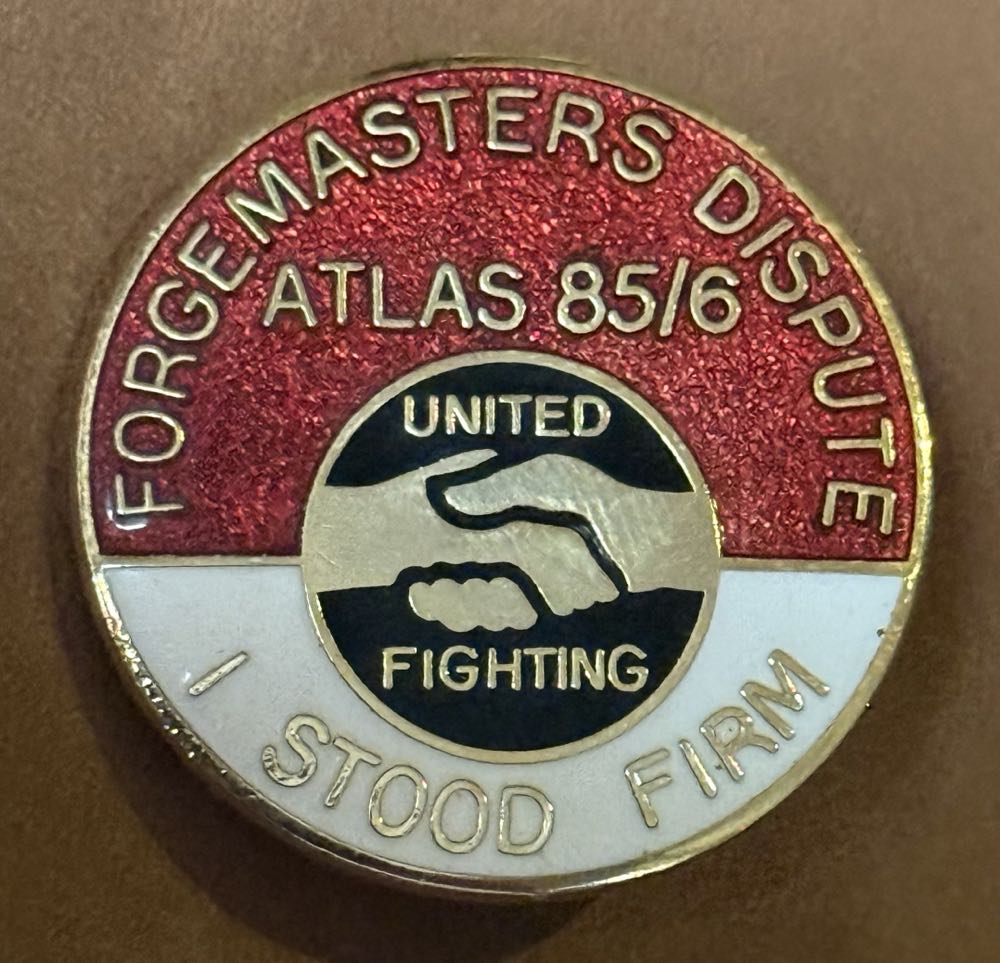 FORGEMASTERS DISPUTE
ATLAS 85/6
UNITED
FIGHTING
I STOOD FIRM